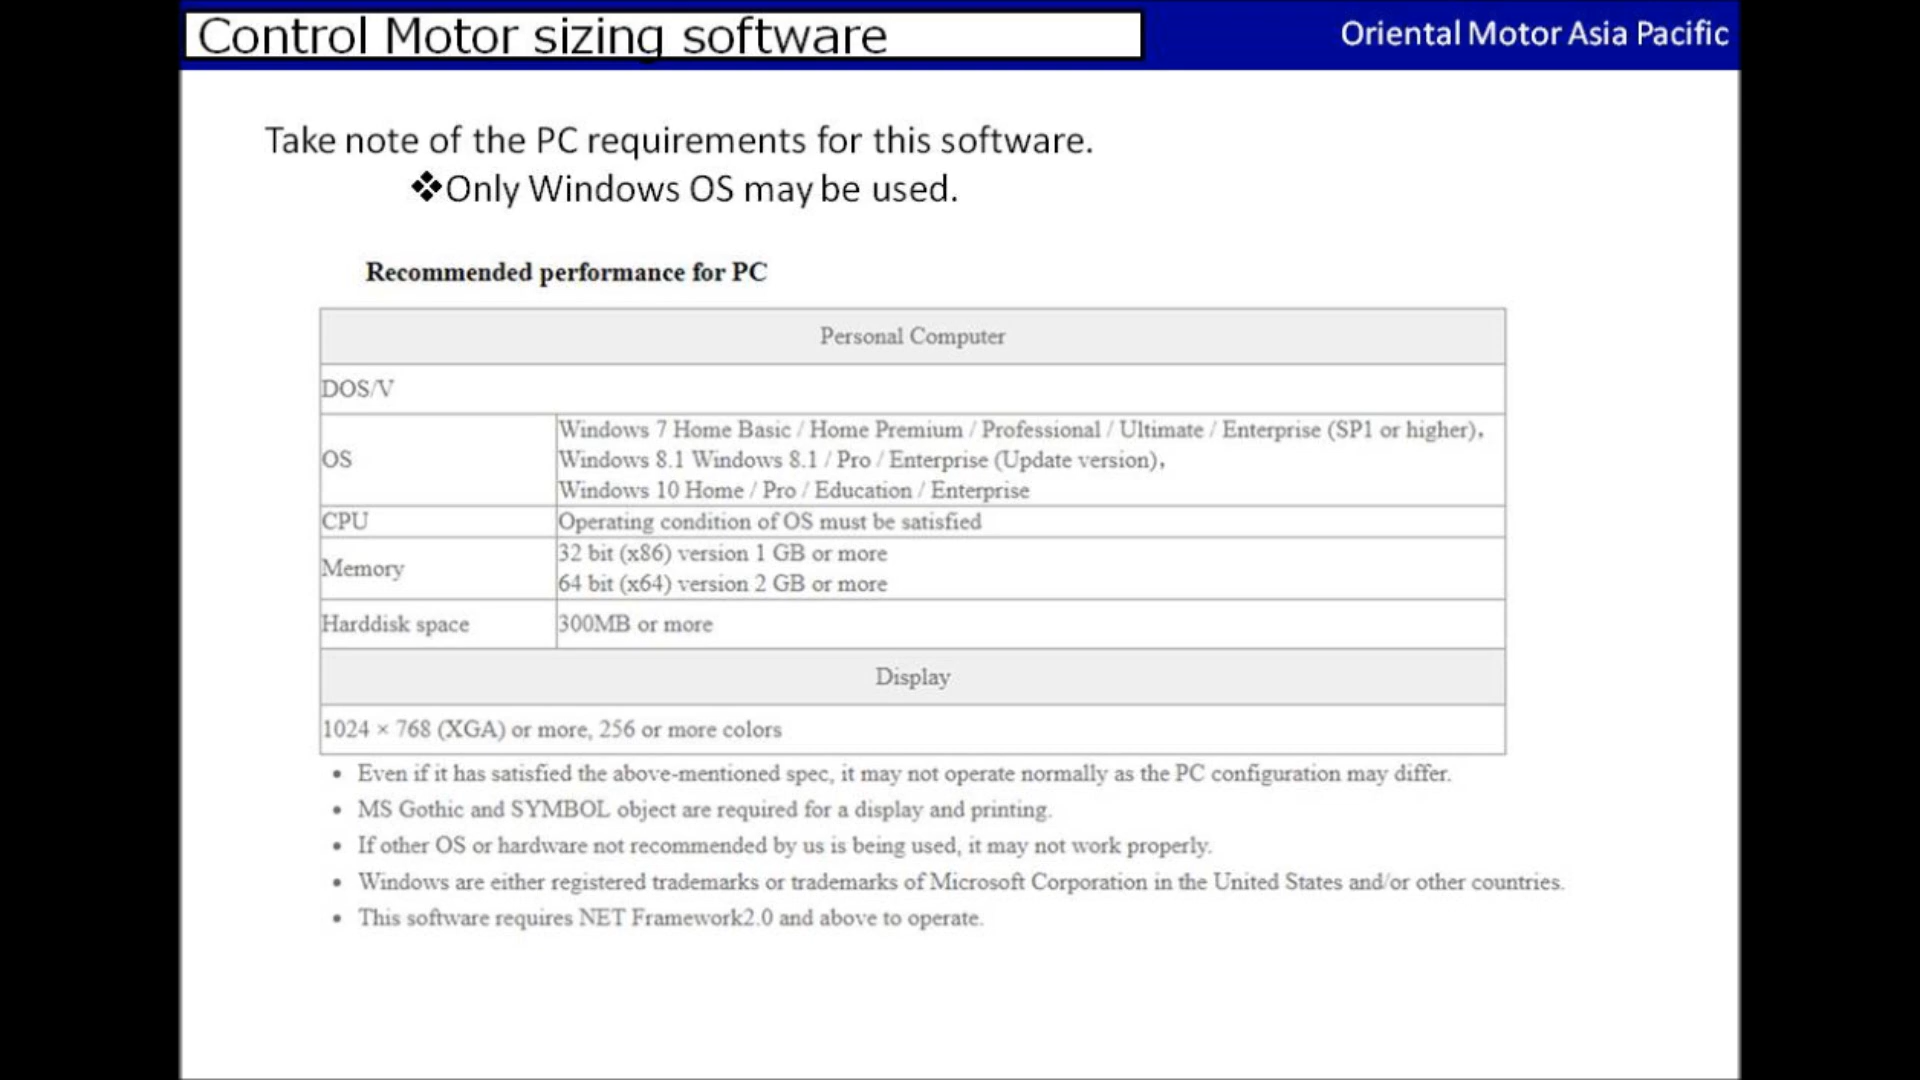 Control Motor sizing software
Oriental Motor Asia Pacific
Take note of the PC requirements for this software.
❖Only Windows OS may be used.
Recommended performance for PC
Personal Computer
DOS/V
OS
Windows 7 Home Basic / Home Premium / Professional / Ultimate / Enterprise (SP1 or higher),
Windows 8.1 Windows 8.1 / Pro / Enterprise (Update version),
Windows 10 Home / Pro / Education / Enterprise
CPU
Operating condition of OS must be satisfied
Memory
32 bit (x86) version 1 GB or more
64 bit (x64) version 2 GB or more
Harddisk space
300MB or more
Display
1024 × 768 (XGA) or more, 256 or more colors
• Even if it has satisfied the above-mentioned spec, it may not operate normally as the PC configuration may differ.
• MS Gothic and SYMBOL object are required for a display and printing.
• If other OS or hardware not recommended by us is being used, it may not work properly.
• Windows are either registered trademarks or trademarks of Microsoft Corporation in the United States and/or other countries.
• This software requires NET Framework2.0 and above to operate.